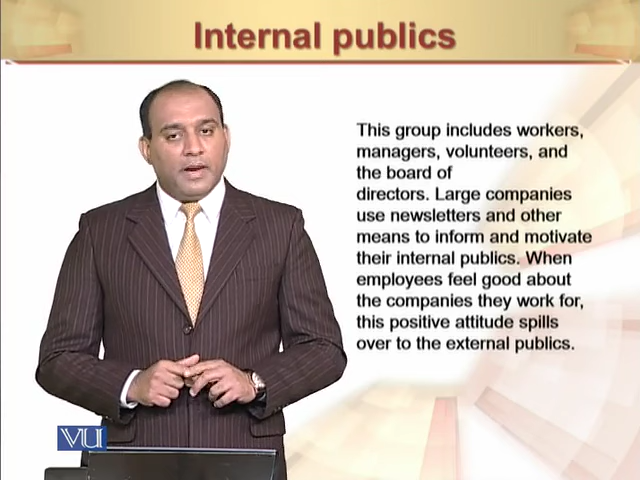 Internal publics
This group includes workers,
managers, volunteers, and
the board of
directors. Large companies
use newsletters and other
means to inform and motivate
their internal publics. When
employees feel good about
the companies they work for,
this positive attitude spills
over to the external publics.
VU